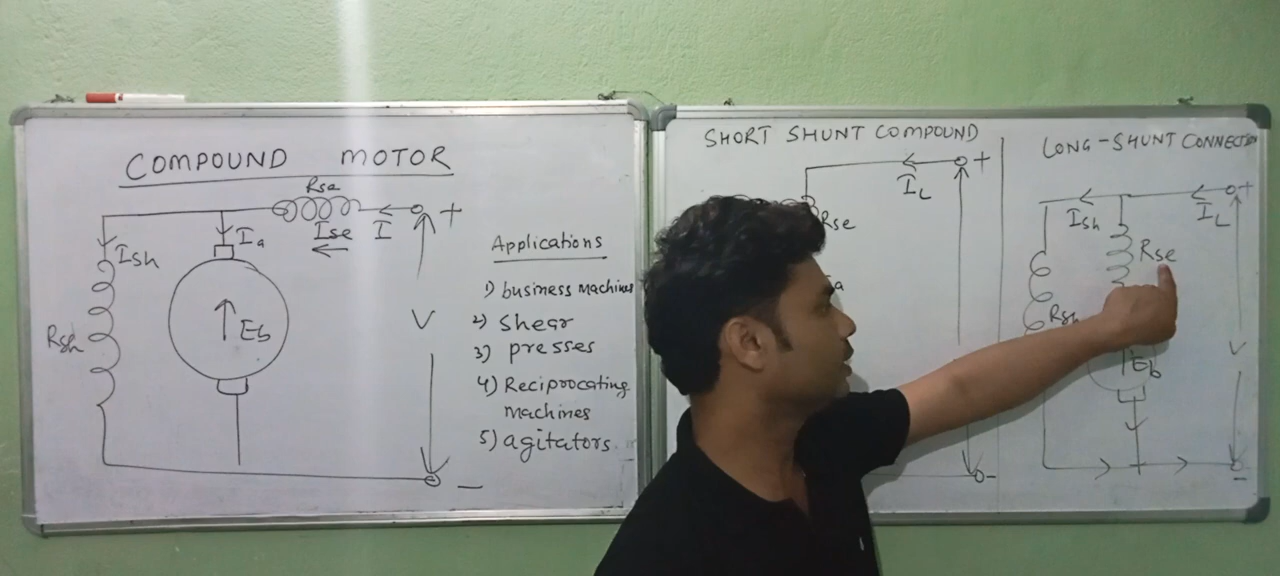 COMPOUND MOTOR
Rse
+
Ise
I
Ia
Ish
Rsh
Eb
V
–
Applications
1) business machines
2) Shear
3) presses
4) Reciprocating
machines
5) agitators
SHORT SHUNT COMPOUND
+
IL
Rse
a
-
LONG-SHUNT CONNECTION
+
Ish
IL
Rse
Rsh
Eb
V
-